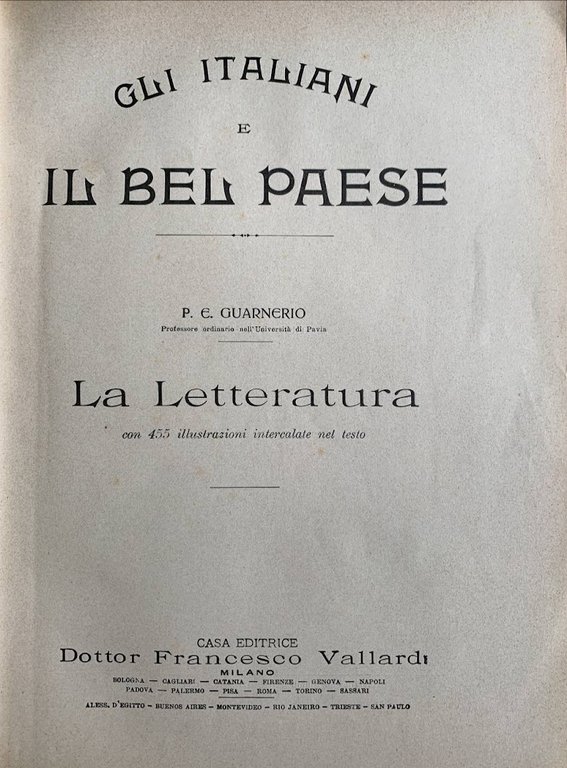 GLI ITALIANI
E
IL BEL PAESE
P. E. GUARNERIO
Professore ordinario nell'Università di Pavia
La Letteratura
con 455 illustrazioni intercalate nel testo
CASA EDITRICE
Dottor Francesco Vallardi
MILANO
BOLOGNA — CAGLIARI — CATANIA — FIRENZE — GENOVA — NAPOLI
PADOVA — PALERMO — PISA — ROMA — TORINO — SASSARI
ALESS. D'EGITTO – BUENOS AIRES – MONTEVIDEO – RIO JANEIRO – TRIESTE – SAN PAULO